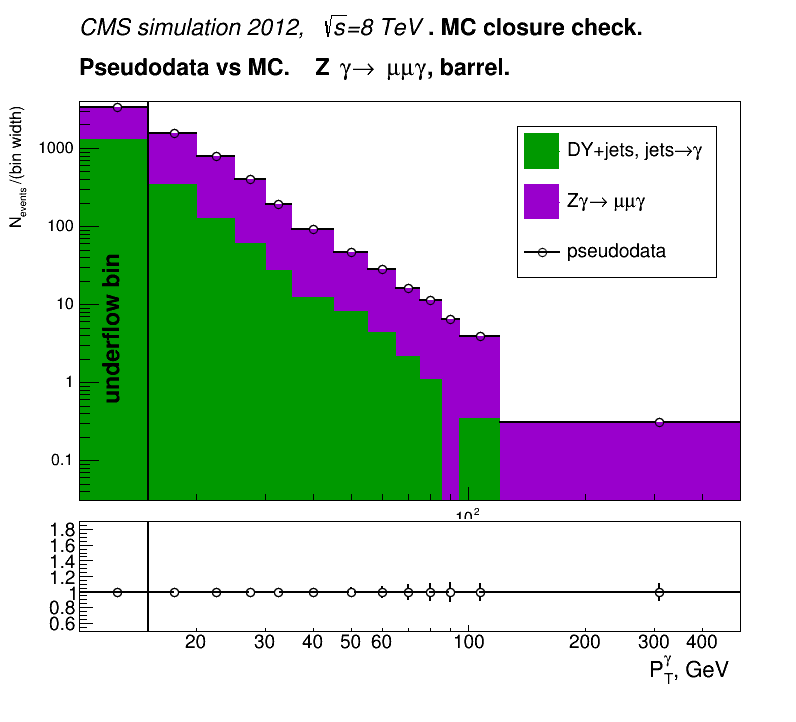 CMS simulation 2012, √s=8 TeV . MC closure check.
Pseudodata vs MC. Z γ→ μμγ, barrel.
N_events /(bin width)
1000
100
10
1
0.1
underflow bin
DY+jets, jets→γ
Zγ→ μμγ
pseudodata
10²
1.8
1.6
1.4
1.2
1
0.8
0.6
20 30 40 50 60 100 200 300 400
P_T^γ, GeV